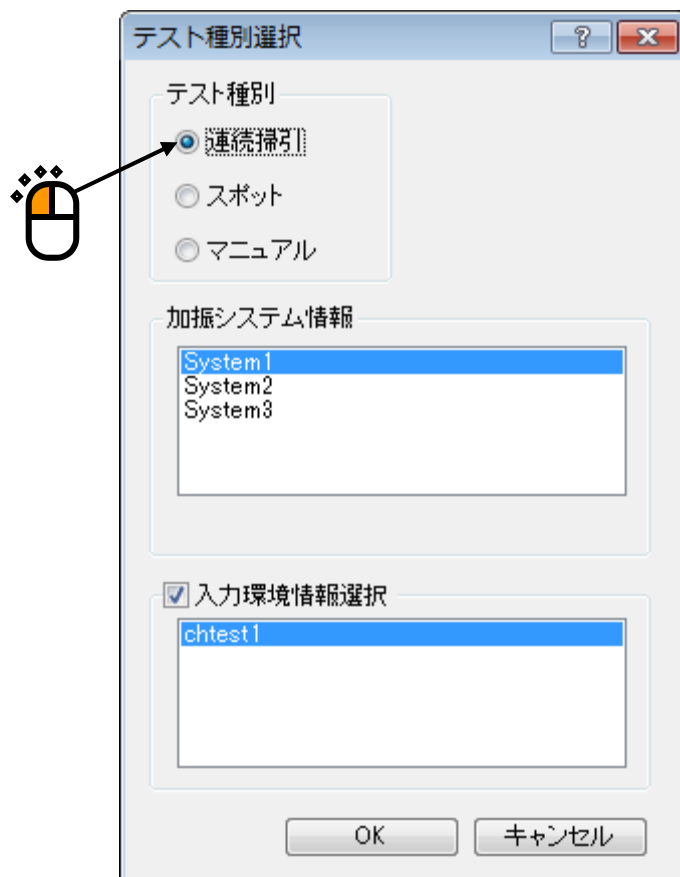 テスト種別選択
テスト種別
連続掃引
スポット
マニュアル
加振システム情報
System1
System2
System3
入力環境情報選択
chtest1
OK
キャンセル